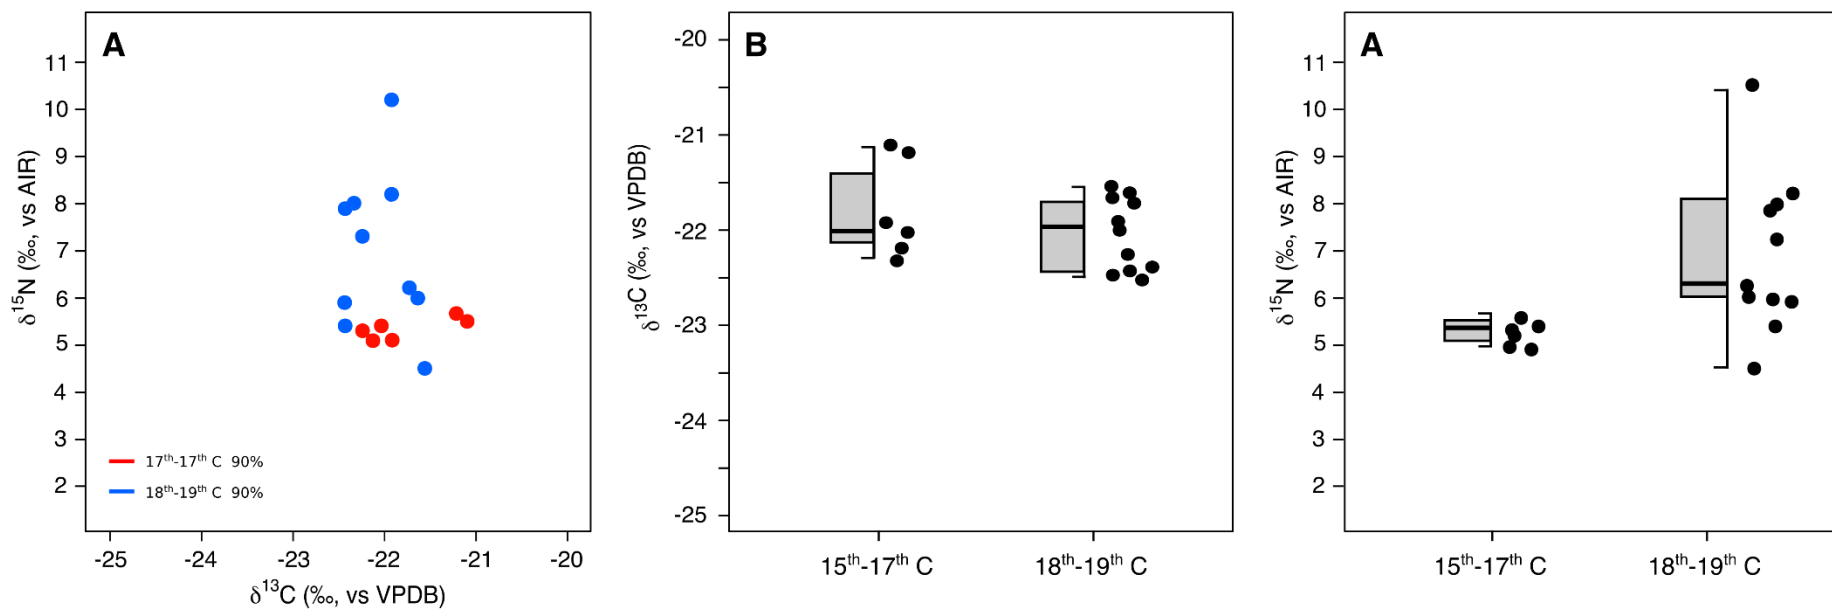 A
11
10
9
8
7
6
5
4
3
2
δ¹⁵N (‰, vs AIR)
17ᵗʰ-17ᵗʰ C 90%
18ᵗʰ-19ᵗʰ C 90%
-25 -24 -23 -22 -21 -20
δ¹³C (‰, vs VPDB)
B
-20
-21
-22
-23
-24
-25
δ¹³C (‰, vs VPDB)
15ᵗʰ-17ᵗʰ C 18ᵗʰ-19ᵗʰ C
A
11
10
9
8
7
6
5
4
3
2
δ¹⁵N (‰, vs AIR)
15ᵗʰ-17ᵗʰ C 18ᵗʰ-19ᵗʰ C